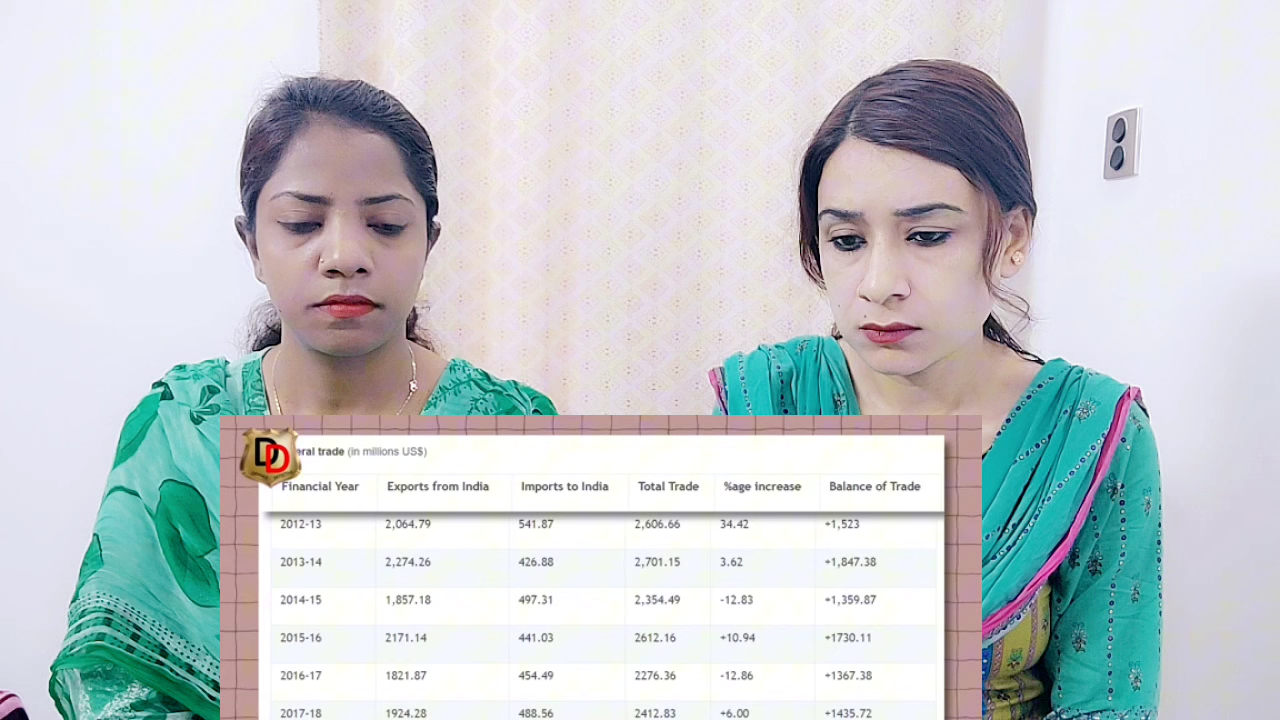 DD
eral trade (in millions US$)
Financial Year Exports from India Imports to India Total Trade %age increase Balance of Trade
2012-13 2,064.79 541.87 2,606.66 34.42 +1,523
2013-14 2,274.26 426.88 2,701.15 3.62 +1,847.38
2014-15 1,857.18 497.31 2,354.49 -12.83 +1,359.87
2015-16 2171.14 441.03 2612.16 +10.94 +1730.11
2016-17 1821.87 454.49 2276.36 -12.86 +1367.38
2017-18 1924.28 488.56 2412.83 +6.00 +1435.72